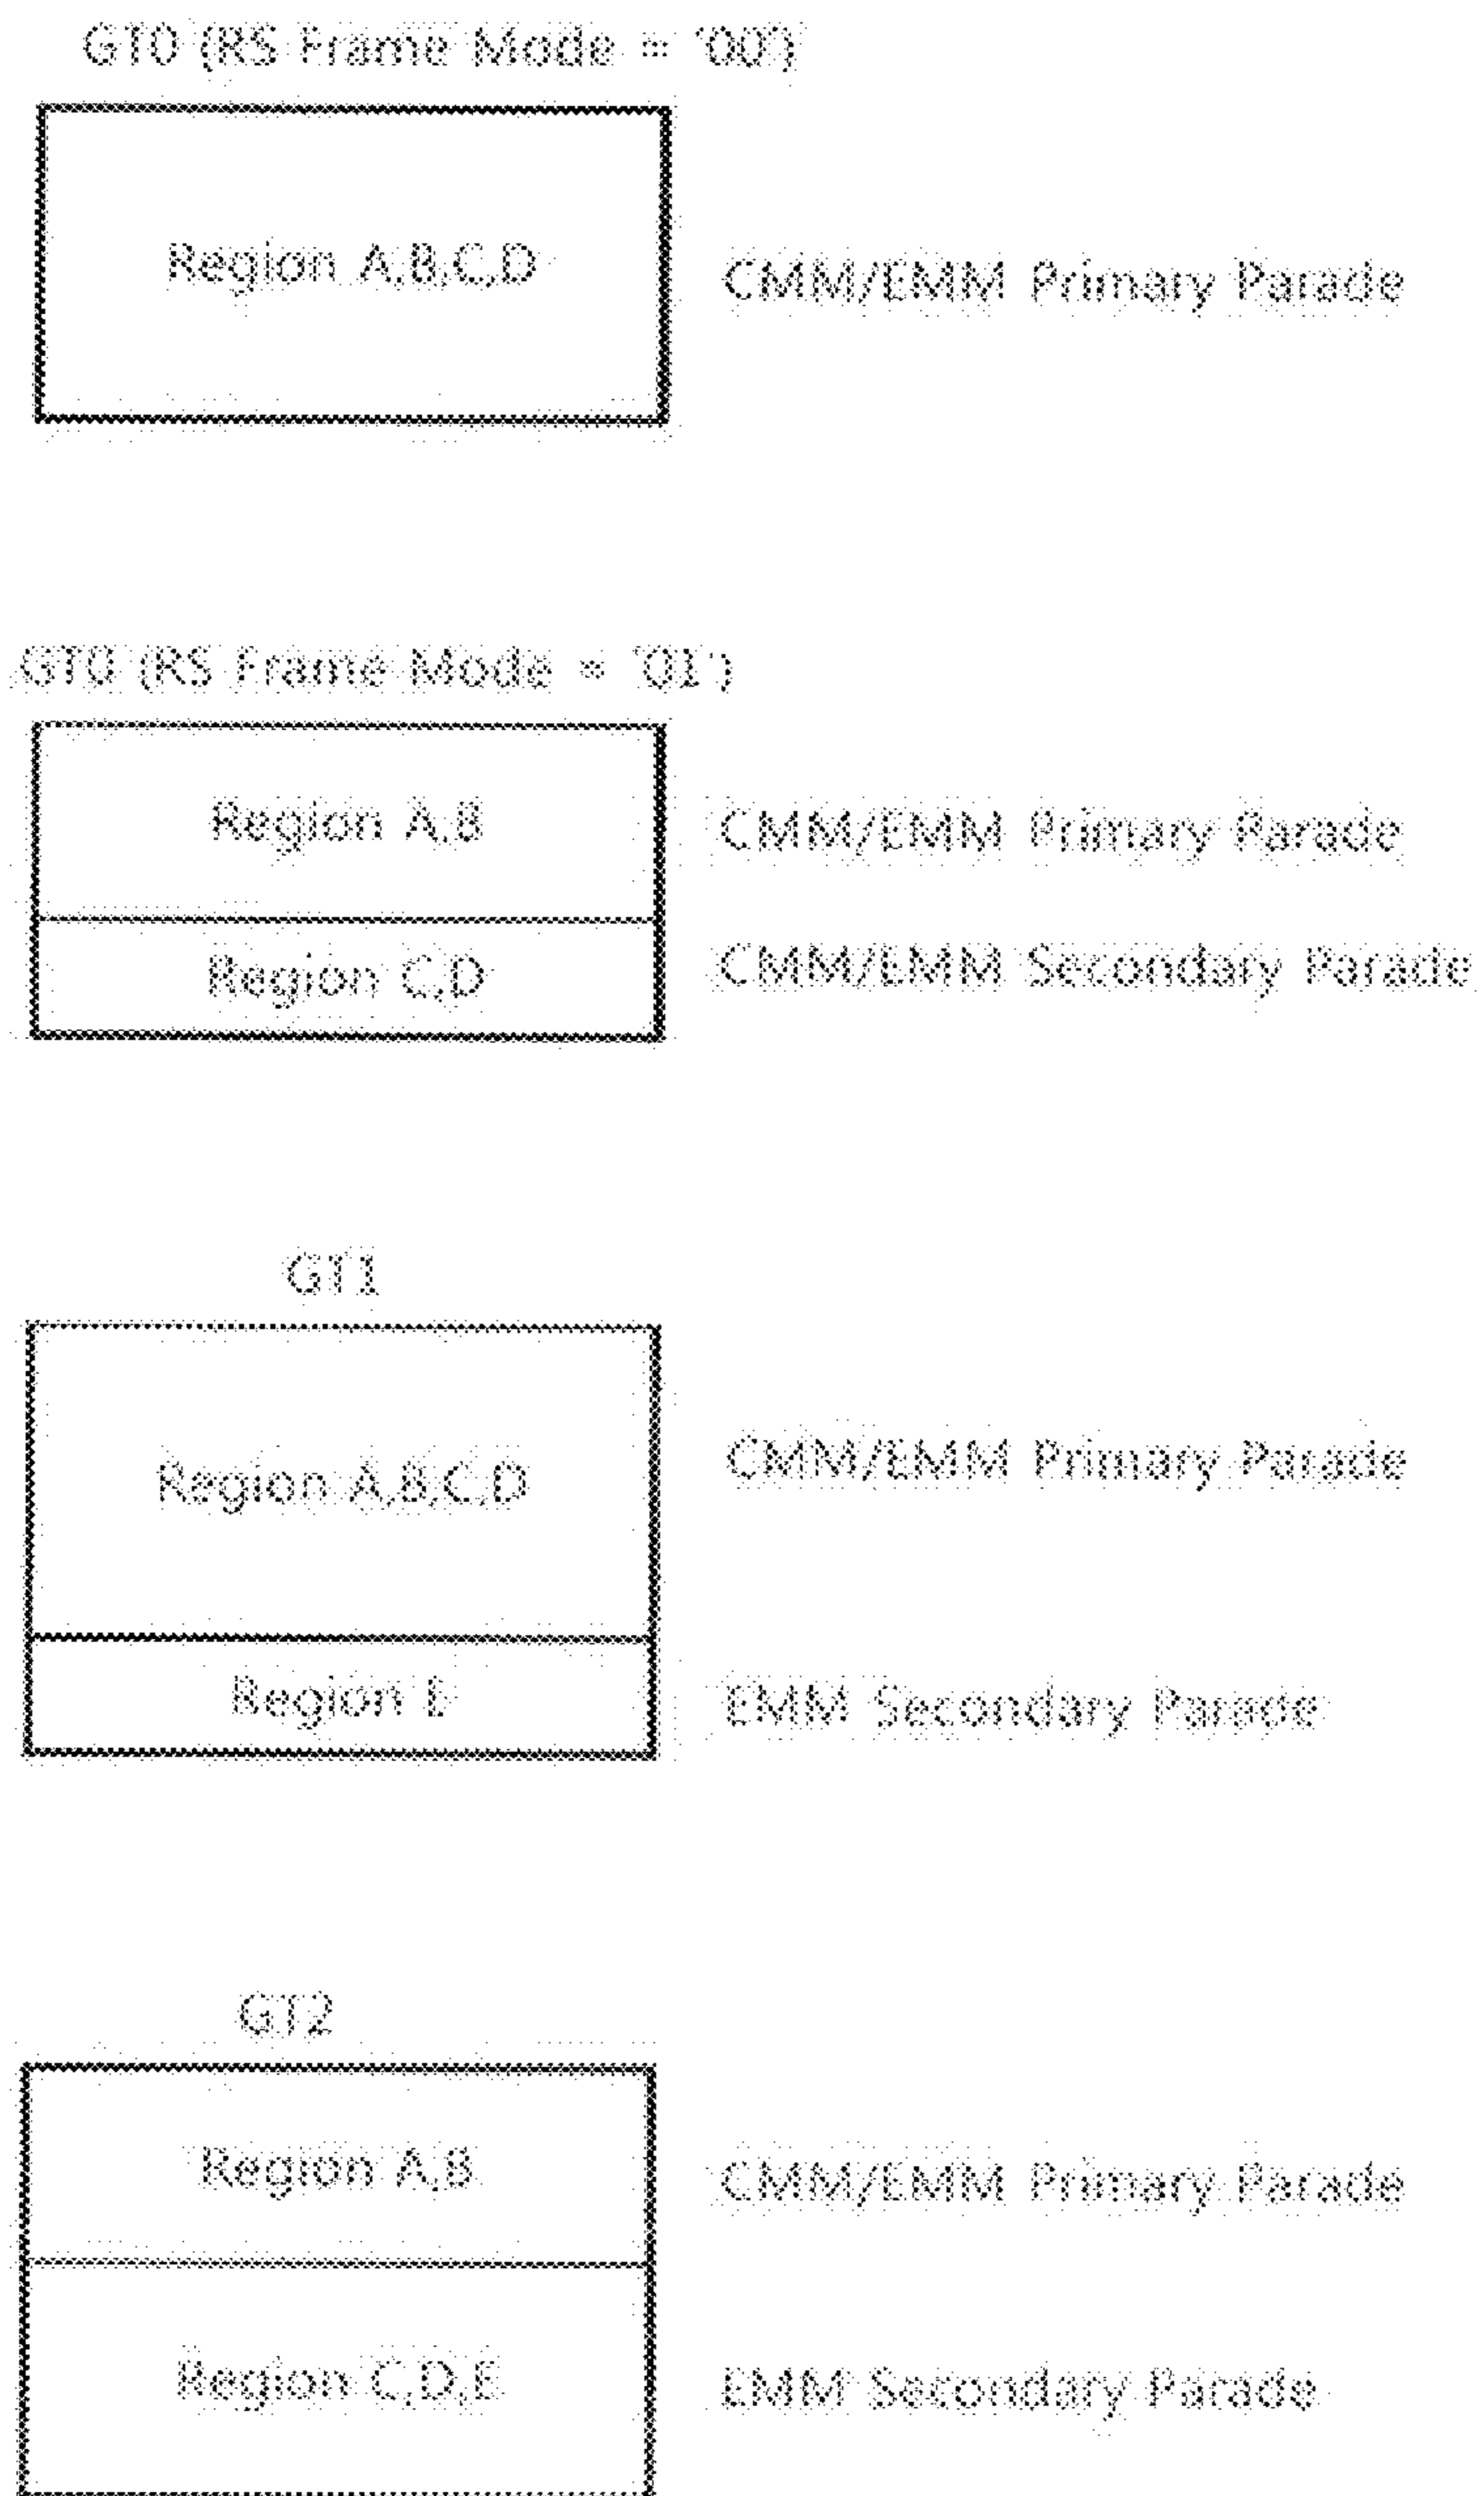 GT0 (RS Frame Mode = '00')
Region A,B,C,D
CMM/EMM Primary Parade
GT0 (RS Frame Mode = '01')
Region A,B
CMM/EMM Primary Parade
Region C,D
CMM/EMM Secondary Parade
GT1
Region A,B,C,D
CMM/EMM Primary Parade
Region E
EMM Secondary Parade
GT2
Region A,B
CMM/EMM Primary Parade
Region C,D,E
EMM Secondary Parade